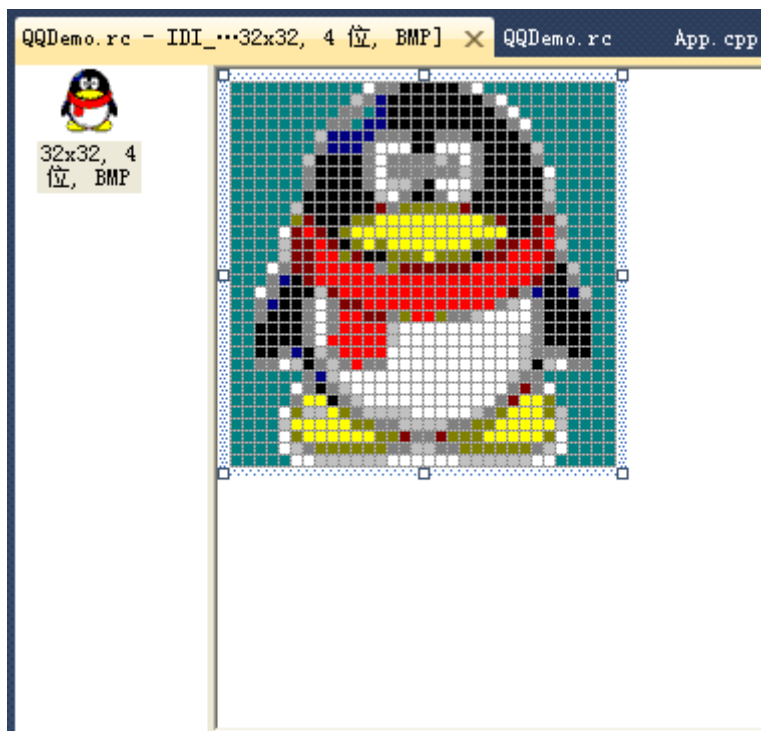 QQDemo.rc - IDI_…32x32, 4 位, BMP]
QQDemo.rc
App.cpp
32x32, 4
位, BMP